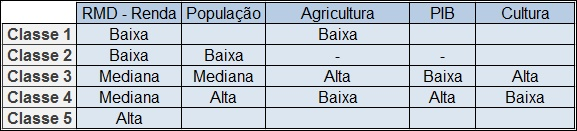 RMD - Renda População Agricultura PIB Cultura
Classe 1 Baixa Baixa
Classe 2 Baixa Baixa - -
Classe 3 Mediana Mediana Alta Baixa Alta
Classe 4 Mediana Alta Baixa Alta Baixa
Classe 5 Alta